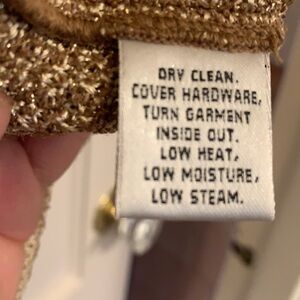 DRY CLEAN.
COVER HARDWARE,
TURN GARMENT
INSIDE OUT.
LOW HEAT,
LOW MOISTURE,
LOW STEAM.